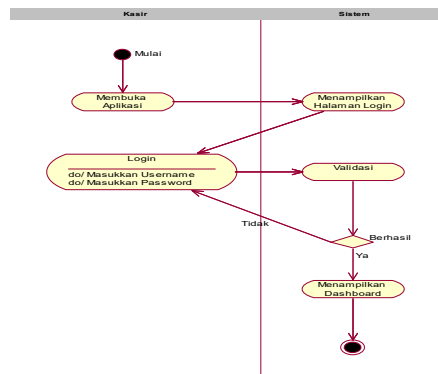 Kasir
Sistem
Mulai
Membuka
Aplikasi
Menampilkan
Halaman Login
Login
do/ Masukkan Username
do/ Masukkan Password
Validasi
Tidak
Berhasil
Ya
Menampilkan
Dashboard